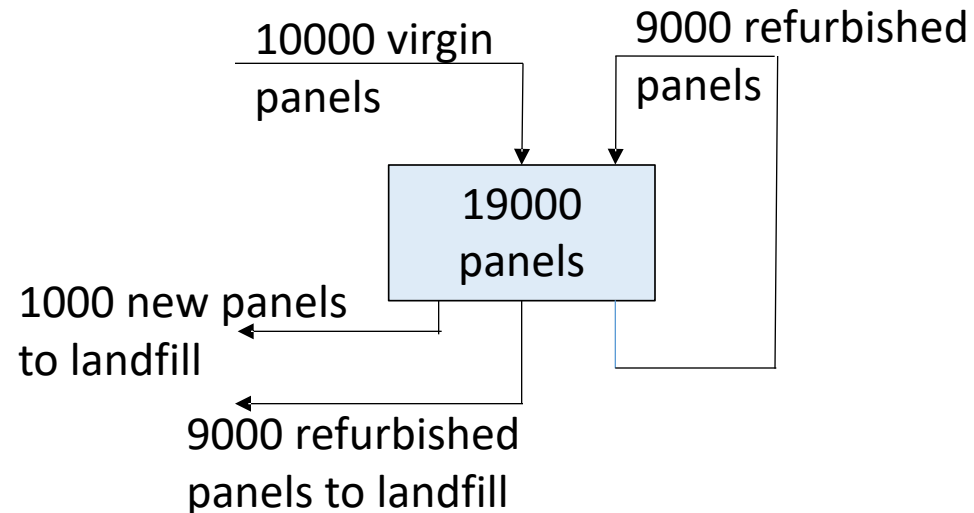 10000 virgin
panels
9000 refurbished
panels
19000
panels
1000 new panels
to landfill
9000 refurbished
panels to landfill